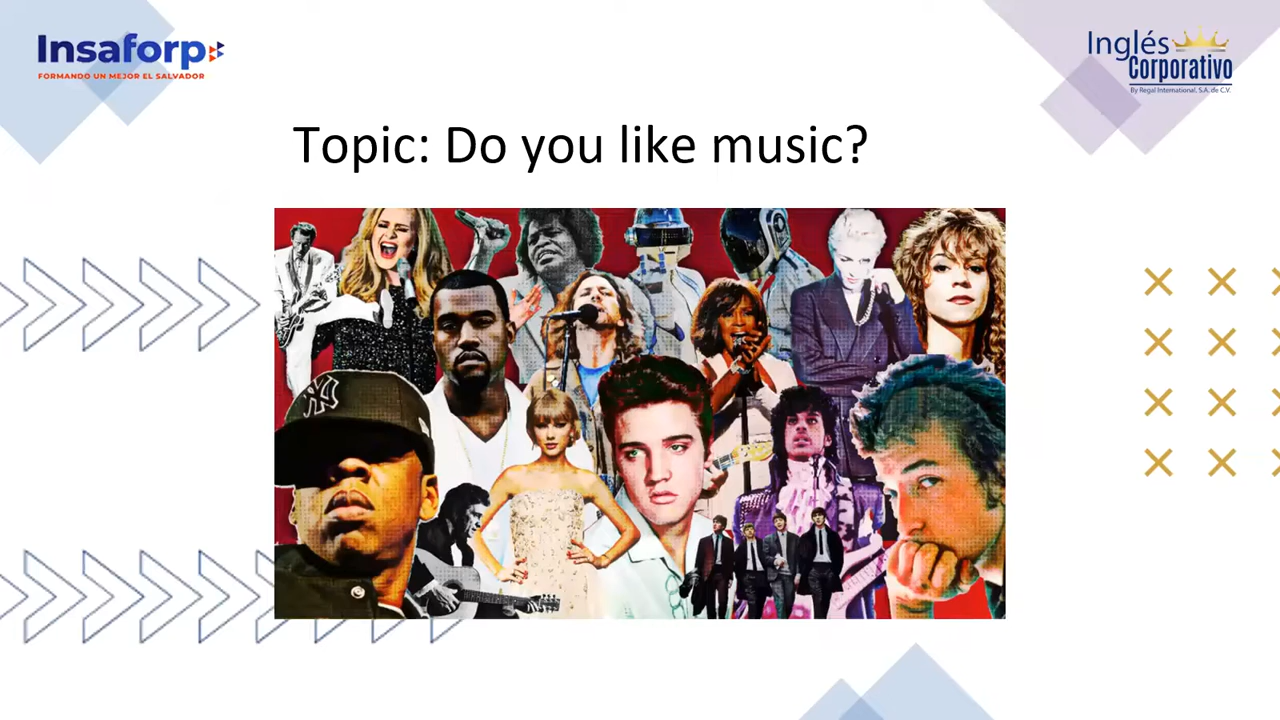 Insaforp
FORMANDO UN MEJOR EL SALVADOR
Inglés
Corporativo
By Regal International, S.A. de C.V.
Topic: Do you like music?
NY